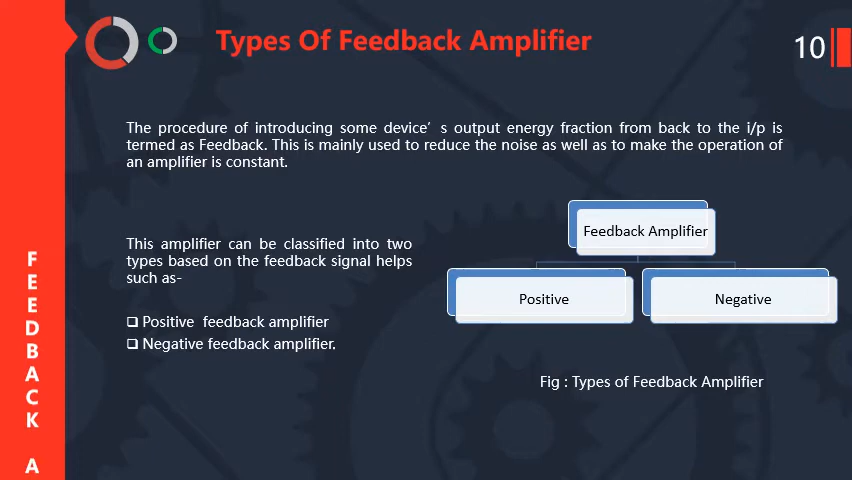 Types Of Feedback Amplifier
10
The procedure of introducing some device’ s output energy fraction from back to the i/p is
termed as Feedback. This is mainly used to reduce the noise as well as to make the operation of
an amplifier is constant.
This amplifier can be classified into two
types based on the feedback signal helps
such as-
❑ Positive feedback amplifier
❑ Negative feedback amplifier.
Feedback Amplifier
Positive
Negative
Fig : Types of Feedback Amplifier
F
E
E
D
B
A
C
K
A